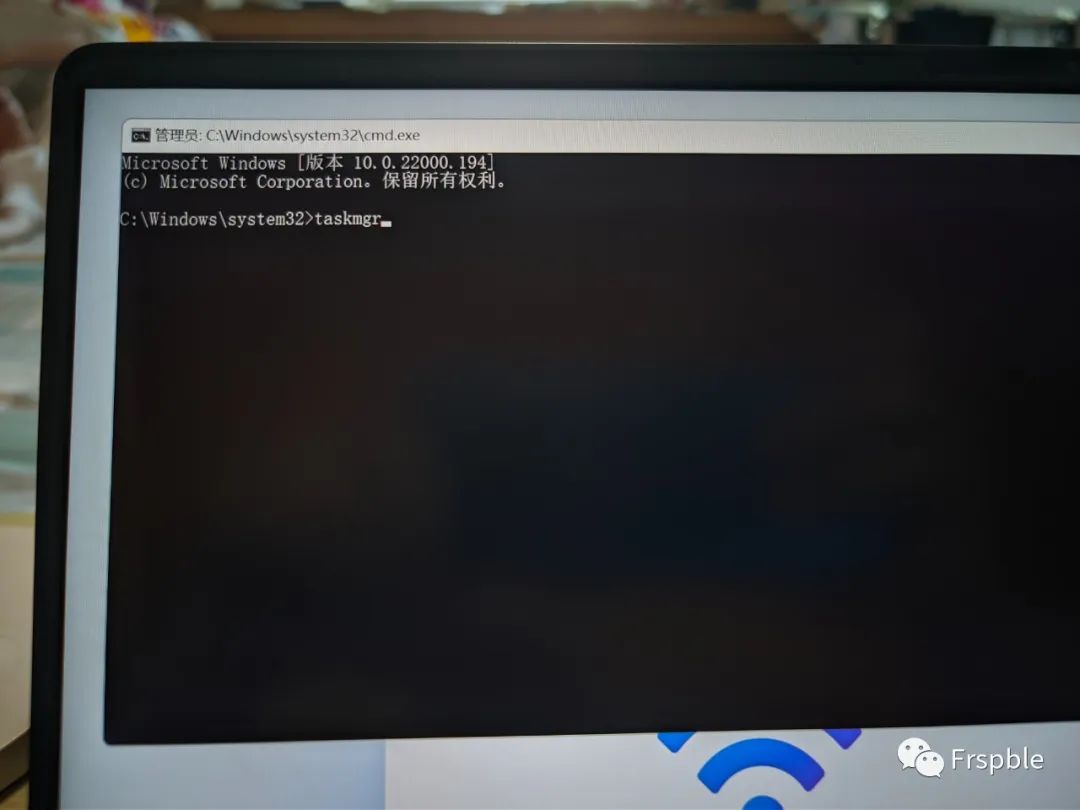 管理员: C:\Windows\system32\cmd.exe
Microsoft Windows [版本 10.0.22000.194]
(c) Microsoft Corporation。保留所有权利。
C:\Windows\system32>taskmgr
Frspble